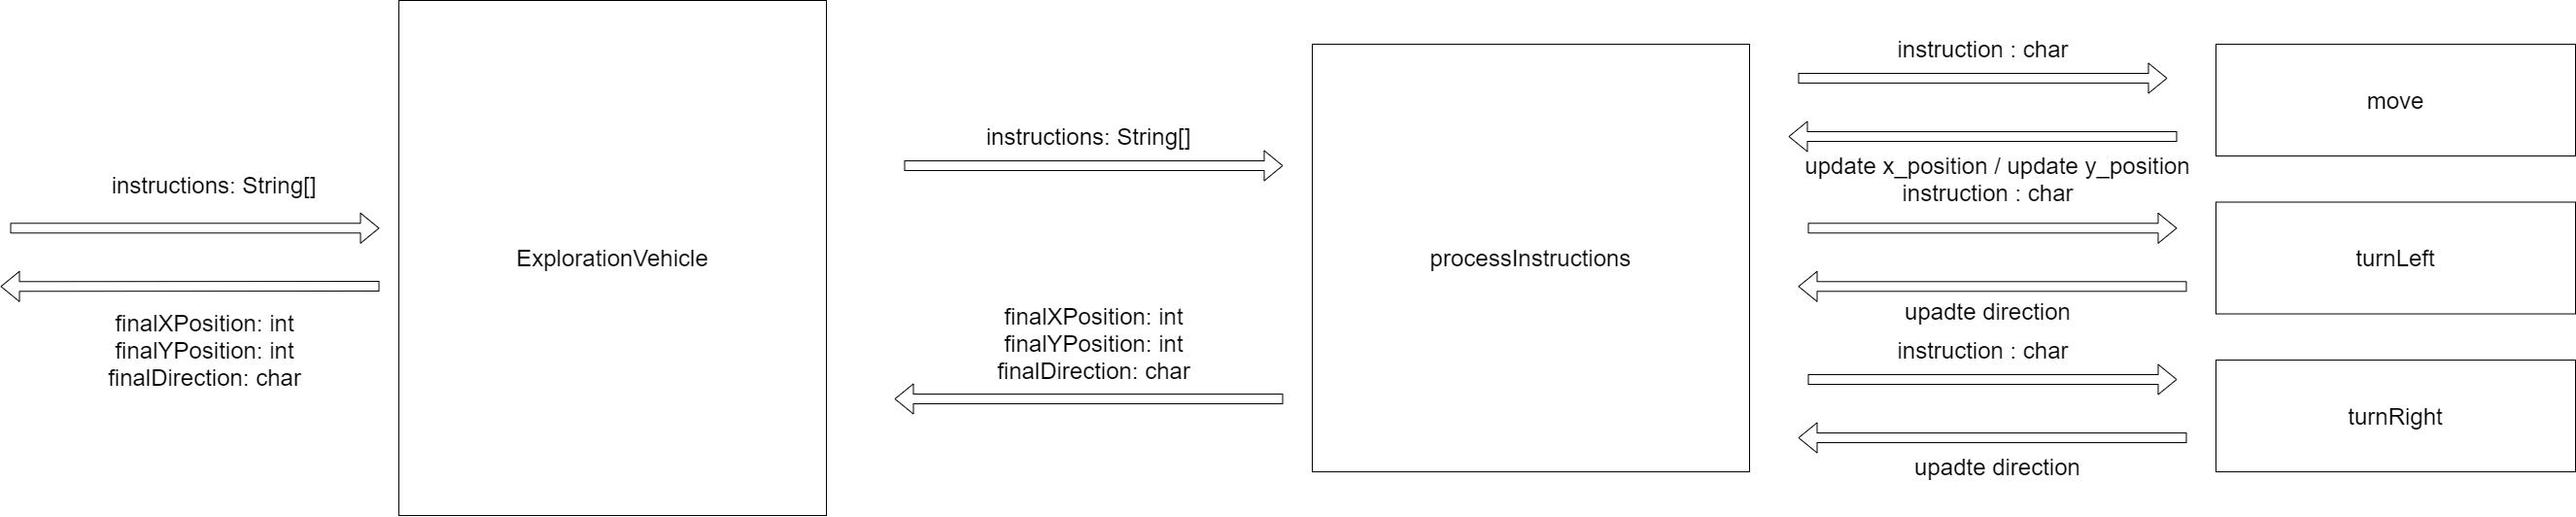 instructions: String[]
finalXPosition: int
finalYPosition: int
finalDirection: char
ExplorationVehicle
instructions: String[]
finalXPosition: int
finalYPosition: int
finalDirection: char
processInstructions
instruction : char
update x_position / update y_position
instruction : char
upadte direction
instruction : char
upadte direction
move
turnLeft
turnRight